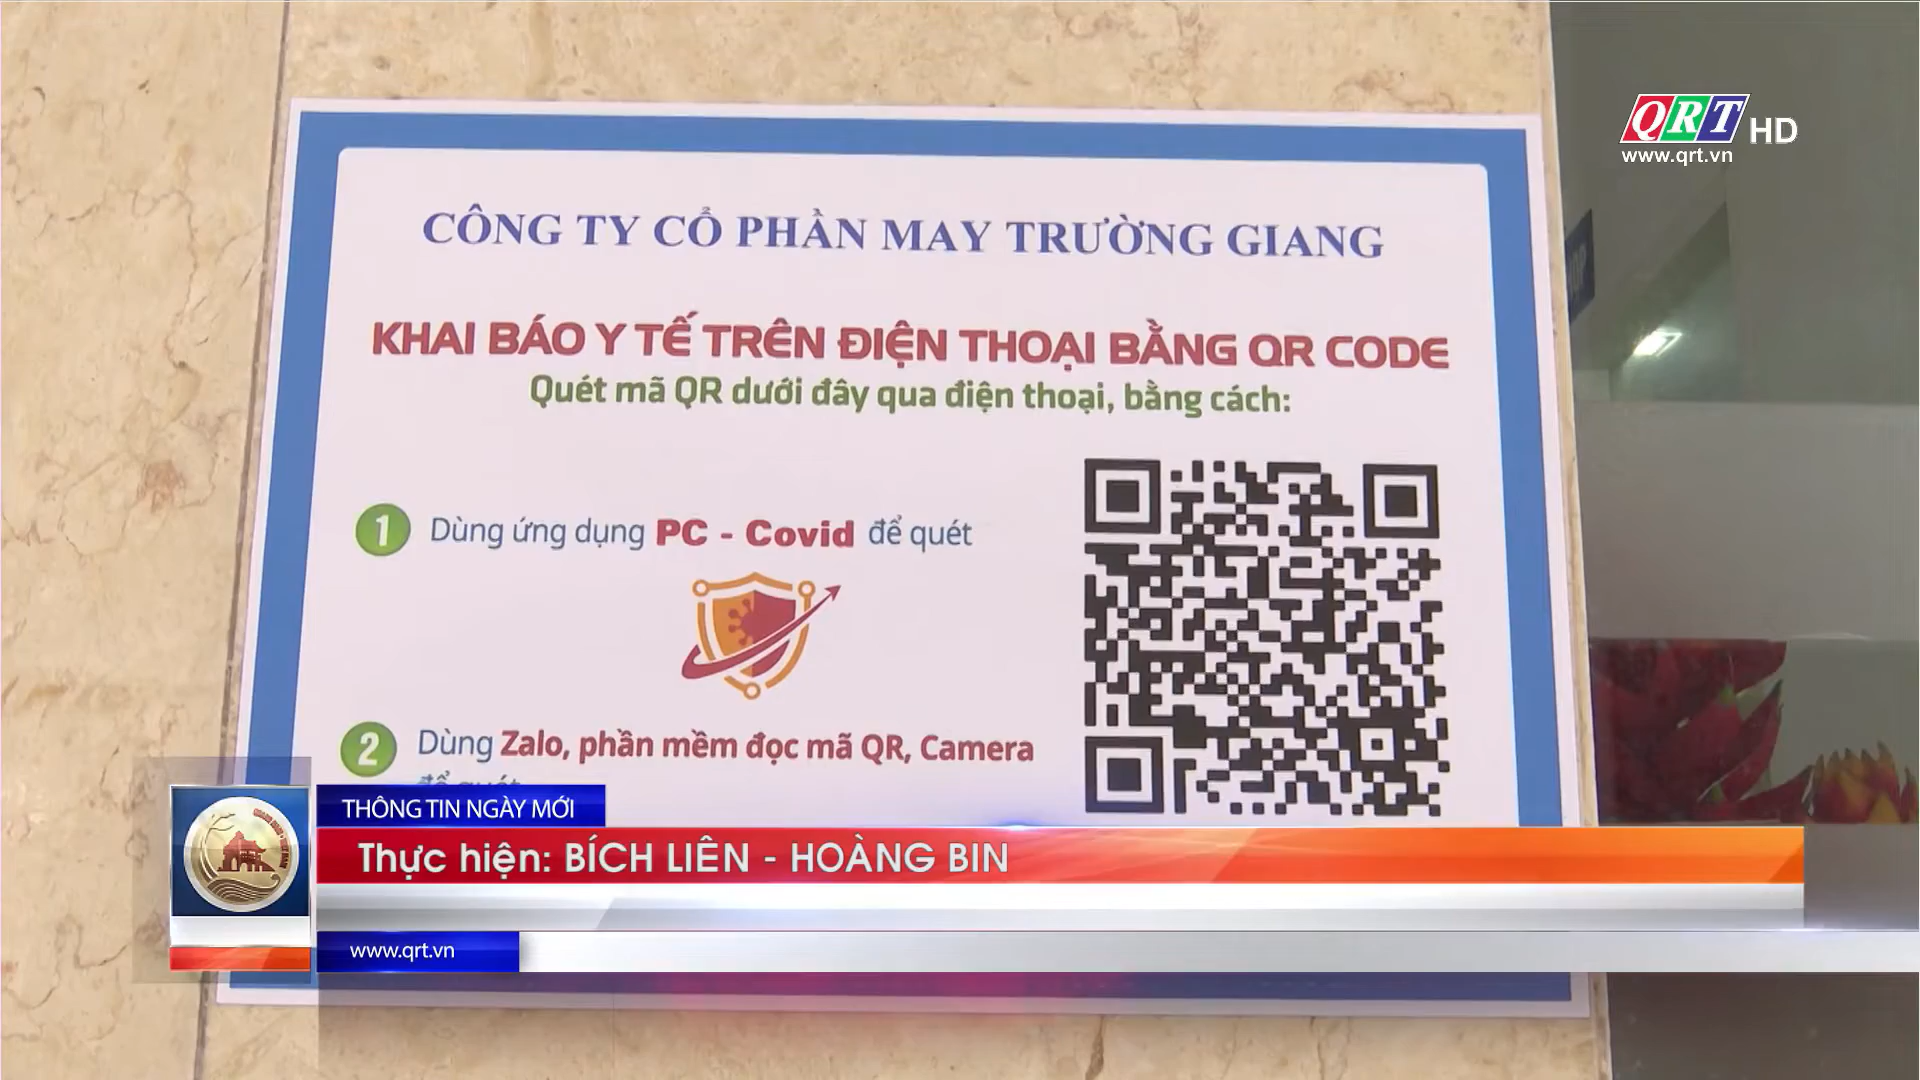 QRT HD
www.qrt.vn
CÔNG TY CỔ PHẦN MAY TRƯỜNG GIANG
KHAI BÁO Y TẾ TRÊN ĐIỆN THOẠI BẰNG QR CODE
Quét mã QR dưới đây qua điện thoại, bằng cách:
1 Dùng ứng dụng PC - Covid để quét
2 Dùng Zalo, phần mềm đọc mã QR, Camera
để quét
THÔNG TIN NGÀY MỚI
Thực hiện: BÍCH LIÊN - HOÀNG BIN
www.qrt.vn